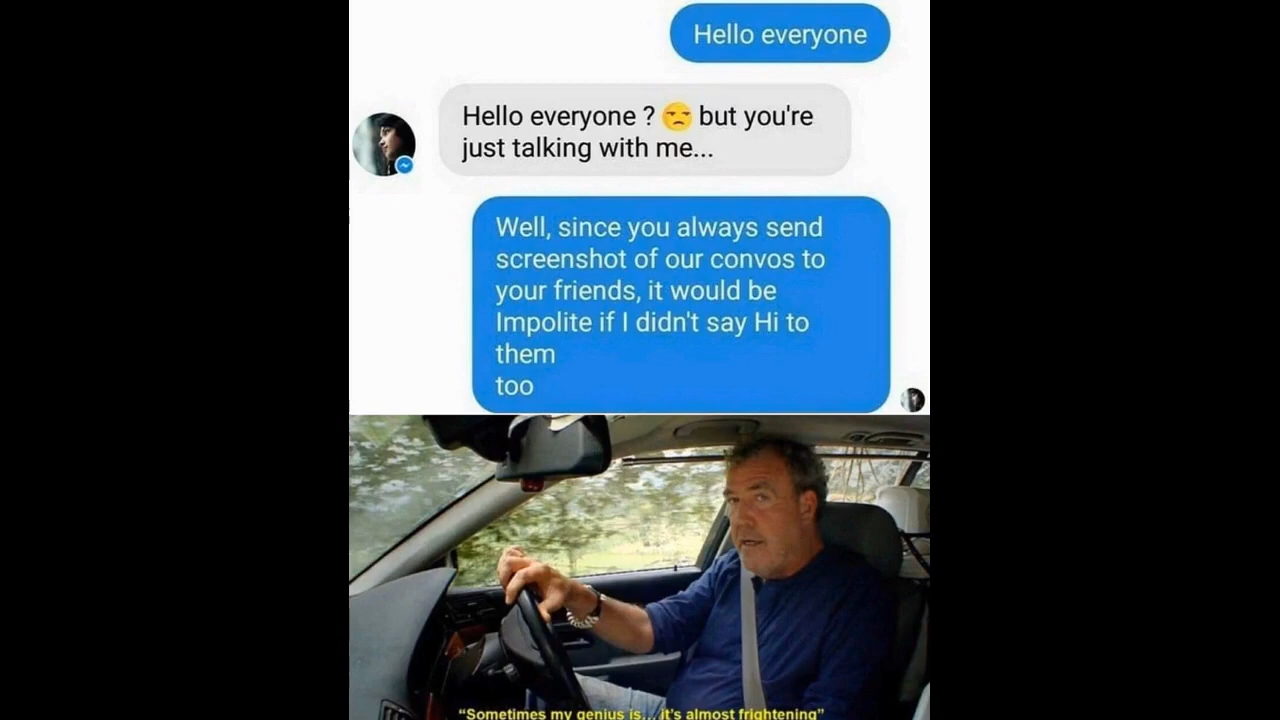 Hello everyone
Hello everyone ? 😒 but you're
just talking with me...
Well, since you always send
screenshot of our convos to
your friends, it would be
Impolite if I didn't say Hi to
them
too
“Sometimes my genius is... it's almost frightening”